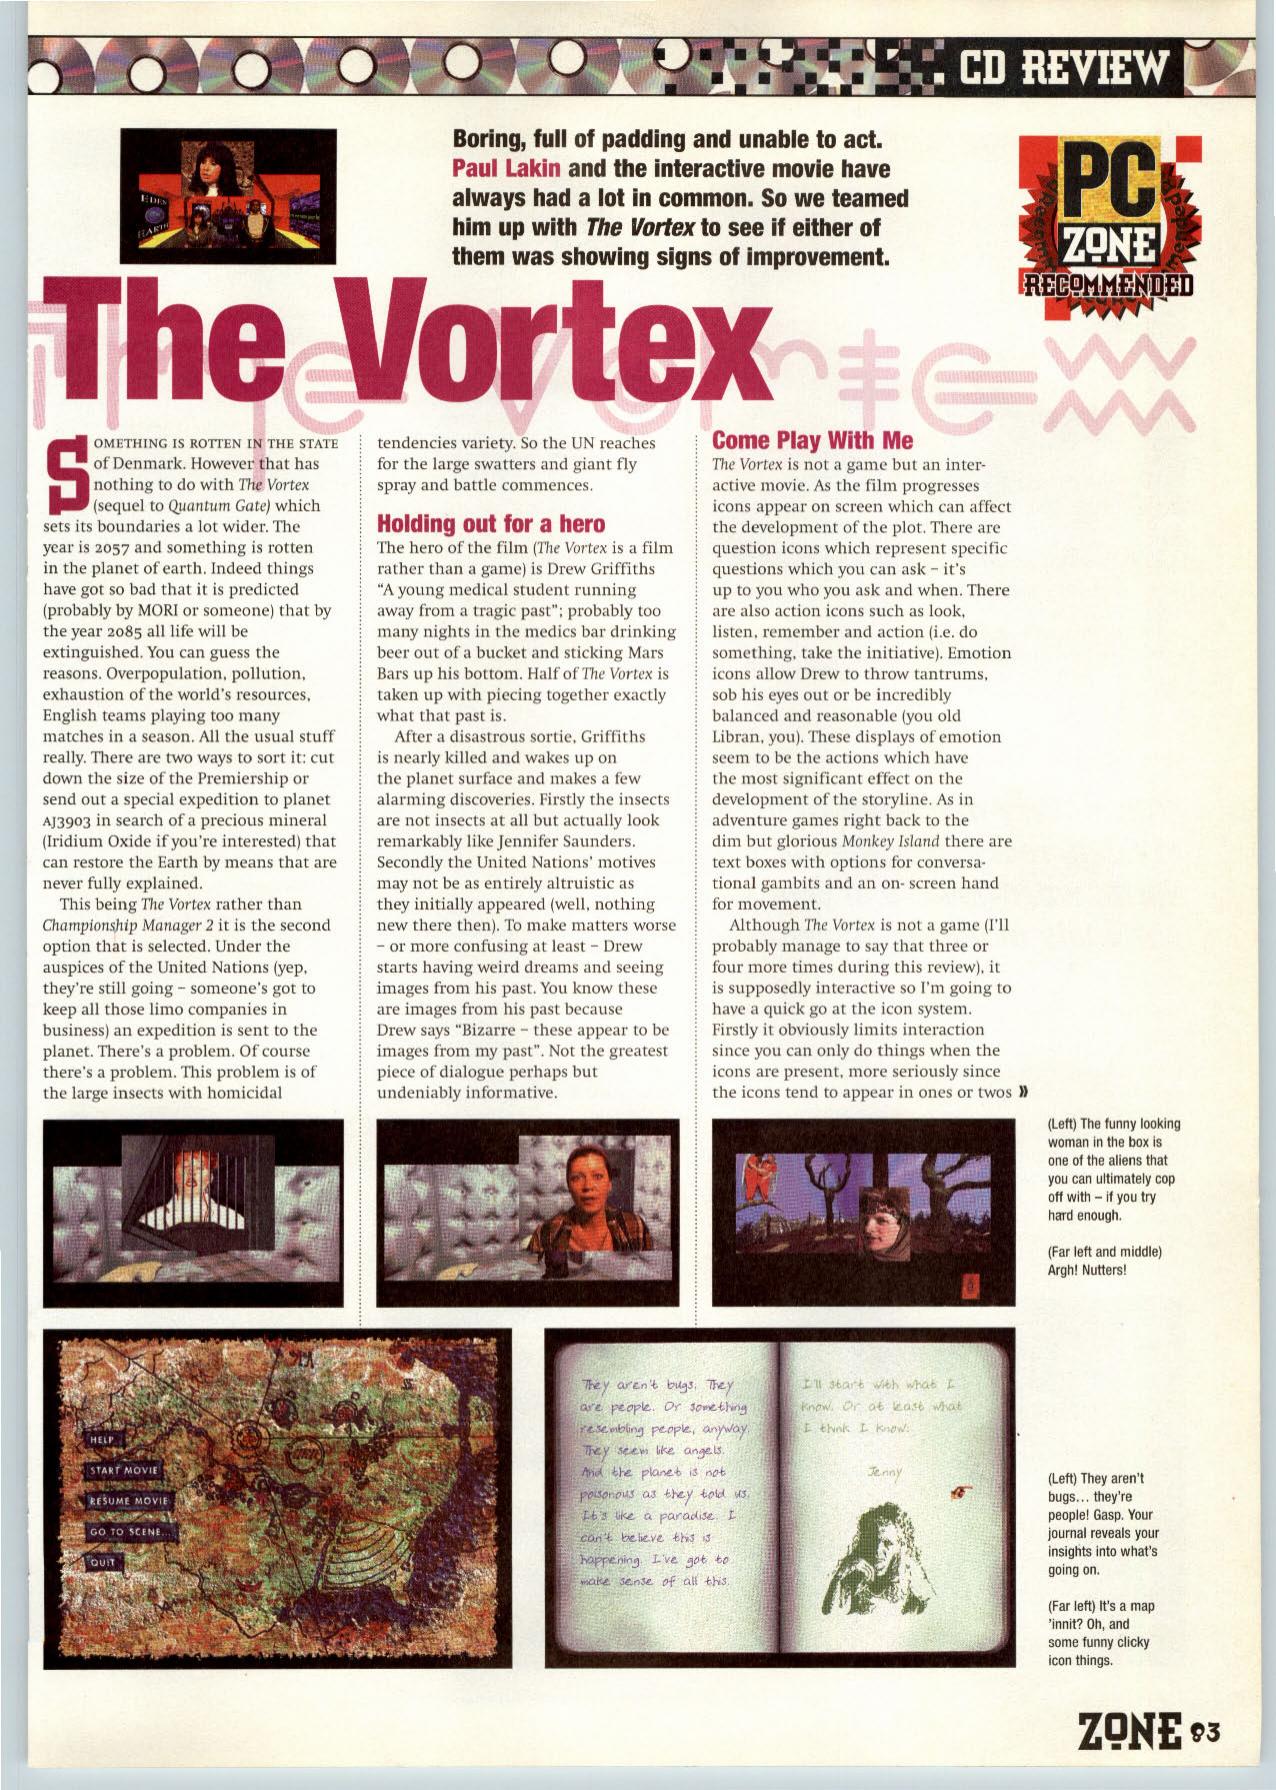 CD REVIEW
Boring, full of padding and unable to act.
Paul Lakin and the interactive movie have
always had a lot in common. So we teamed
him up with The Vortex to see if either of
them was showing signs of improvement.
PC
ZONE
RECOMMENDED
EDEN
EARTH
The Vortex
SOMETHING IS ROTTEN IN THE STATE
of Denmark. However that has
nothing to do with The Vortex
(sequel to Quantum Gate) which
sets its boundaries a lot wider. The
year is 2057 and something is rotten
in the planet of earth. Indeed things
have got so bad that it is predicted
(probably by MORI or someone) that by
the year 2085 all life will be
extinguished. You can guess the
reasons. Overpopulation, pollution,
exhaustion of the world's resources,
English teams playing too many
matches in a season. All the usual stuff
really. There are two ways to sort it: cut
down the size of the Premiership or
send out a special expedition to planet
AJ3903 in search of a precious mineral
(Iridium Oxide if you're interested) that
can restore the Earth by means that are
never fully explained.
This being The Vortex rather than
Championship Manager 2 it is the second
option that is selected. Under the
auspices of the United Nations (yep,
they're still going – someone's got to
keep all those limo companies in
business) an expedition is sent to the
planet. There's a problem. Of course
there's a problem. This problem is of
the large insects with homicidal
tendencies variety. So the UN reaches
for the large swatters and giant fly
spray and battle commences.
Holding out for a hero
The hero of the film (The Vortex is a film
rather than a game) is Drew Griffiths
"A young medical student running
away from a tragic past"; probably too
many nights in the medics bar drinking
beer out of a bucket and sticking Mars
Bars up his bottom. Half of The Vortex is
taken up with piecing together exactly
what that past is.
After a disastrous sortie, Griffiths
is nearly killed and wakes up on
the planet surface and makes a few
alarming discoveries. Firstly the insects
are not insects at all but actually look
remarkably like Jennifer Saunders.
Secondly the United Nations' motives
may not be as entirely altruistic as
they initially appeared (well, nothing
new there then). To make matters worse
– or more confusing at least – Drew
starts having weird dreams and seeing
images from his past. You know these
are images from his past because
Drew says "Bizarre – these appear to be
images from my past". Not the greatest
piece of dialogue perhaps but
undeniably informative.
Come Play With Me
The Vortex is not a game but an inter-
active movie. As the film progresses
icons appear on screen which can affect
the development of the plot. There are
question icons which represent specific
questions which you can ask – it's
up to you who you ask and when. There
are also action icons such as look,
listen, remember and action (i.e. do
something, take the initiative). Emotion
icons allow Drew to throw tantrums,
sob his eyes out or be incredibly
balanced and reasonable (you old
Libran, you). These displays of emotion
seem to be the actions which have
the most significant effect on the
development of the storyline. As in
adventure games right back to the
dim but glorious Monkey Island there are
text boxes with options for conversa-
tional gambits and an on- screen hand
for movement.
Although The Vortex is not a game (I'll
probably manage to say that three or
four more times during this review), it
is supposedly interactive so I'm going to
have a quick go at the icon system.
Firstly it obviously limits interaction
since you can only do things when the
icons are present, more seriously since
the icons tend to appear in ones or twos »
(Left) The funny looking
woman in the box is
one of the aliens that
you can ultimately cop
off with – if you try
hard enough.
(Far left and middle)
Argh! Nutters!
HELP
START MOVIE
RESUME MOVIE
GO TO SCENE...
QUIT
They aren't bugs. They
are people. Or something
resembling people, anyway.
They seem like angels.
And the planet is not
poisonous as they told us.
It's like a paradise. I
can't believe this is
happening. I've got to
make sense of all this.
I'll start with what I
know. Or at least what
I think I know.
Jenny
(Left) They aren't
bugs... they're
people! Gasp. Your
journal reveals your
insights into what's
going on.
(Far left) It's a map
'innit? Oh, and
some funny clicky
icon things.
ZONE 93